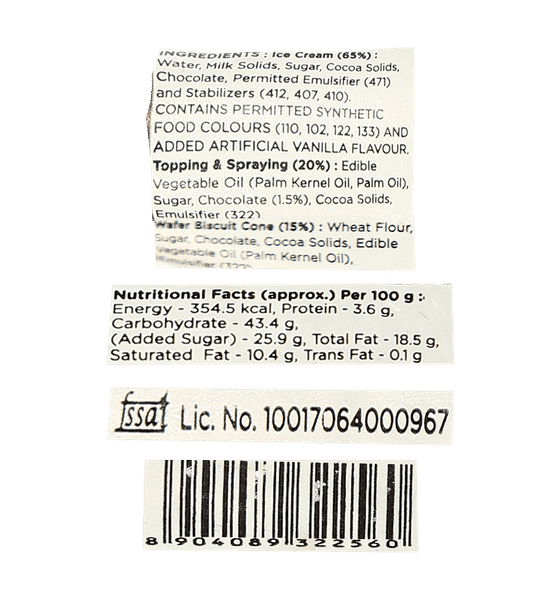 INGREDIENTS : Ice Cream (65%) :
Water, Milk Solids, Sugar, Cocoa Solids,
Chocolate, Permitted Emulsifier (471)
and Stabilizers (412, 407, 410).
CONTAINS PERMITTED SYNTHETIC
FOOD COLOURS (110, 102, 122, 133) AND
ADDED ARTIFICIAL VANILLA FLAVOUR.
Topping & Spraying (20%) : Edible
Vegetable Oil (Palm Kernel Oil, Palm Oil),
Sugar, Chocolate (1.5%), Cocoa Solids,
Emulsifier (322)
Wafer Biscuit Cone (15%) : Wheat Flour,
Sugar, Chocolate, Cocoa Solids, Edible
Vegetable Oil (Palm Kernel Oil),
Emulsifier (322)
Nutritional Facts (approx.) Per 100 g :
Energy - 354.5 kcal, Protein - 3.6 g,
Carbohydrate - 43.4 g,
(Added Sugar) - 25.9 g, Total Fat - 18.5 g,
Saturated Fat - 10.4 g, Trans Fat - 0.1 g
fssai Lic. No. 10017064000967
8 904089 322560